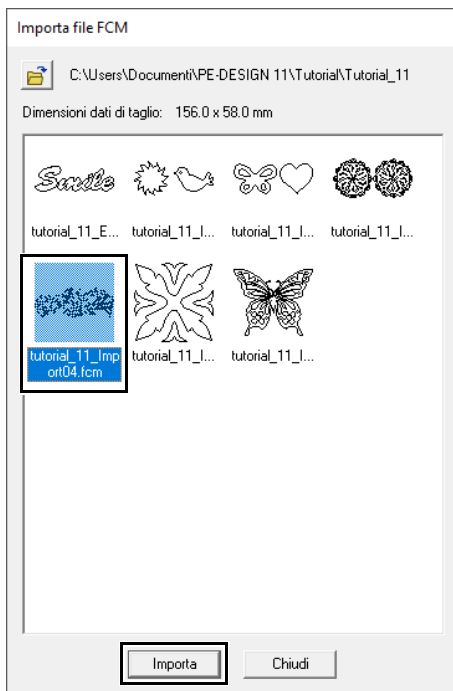 Importa file FCM
C:\Users\Documenti\PE-DESIGN 11\Tutorial\Tutorial_11
Dimensioni dati di taglio: 156.0 x 58.0 mm
Smile
tutorial_11_E... tutorial_11_I... tutorial_11_I... tutorial_11_I...
tutorial_11_Imp
ort04.fcm
tutorial_11_I... tutorial_11_I...
Importa Chiudi